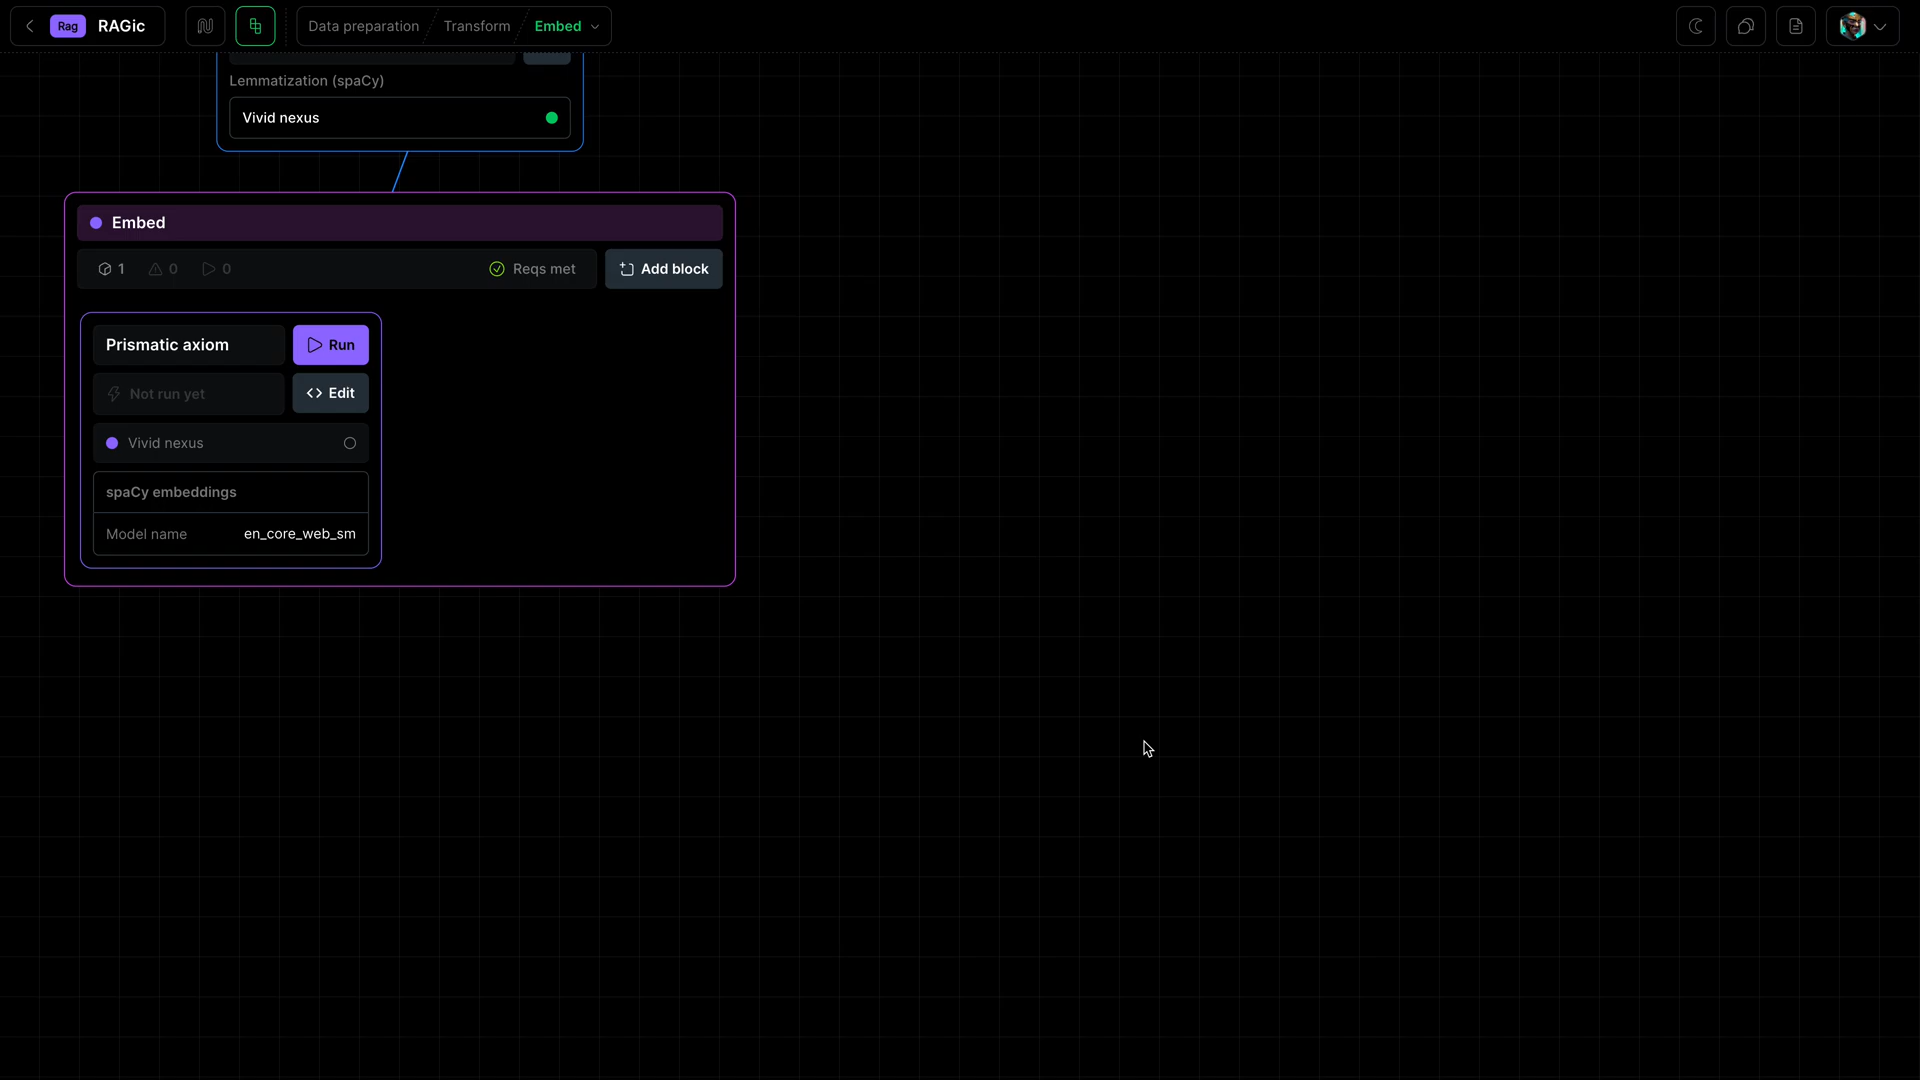 Rag RAGic Data preparation Transform Embed
Lemmatization (spaCy)
Vivid nexus
Embed
1 0 0 Reqs met Add block
Prismatic axiom Run
Not run yet <> Edit
Vivid nexus
spaCy embeddings
Model name en_core_web_sm